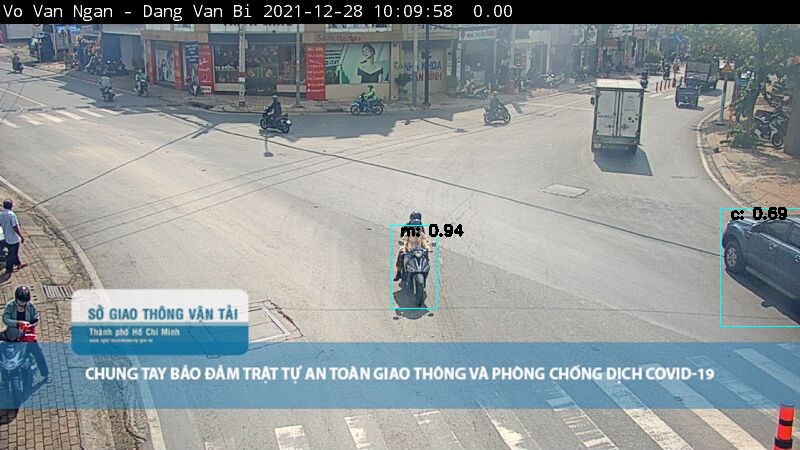 Vo Van Ngan - Dang Van Bi 2021-12-28 10:09:58 0.00
NHA KHOA
m: 0.94
c: 0.69
SỞ GIAO THÔNG VẬN TẢI
Thành phố Hồ Chí Minh
CHUNG TAY BẢO ĐẢM TRẬT TỰ AN TOÀN GIAO THÔNG VÀ PHÒNG CHỐNG DỊCH COVID-19